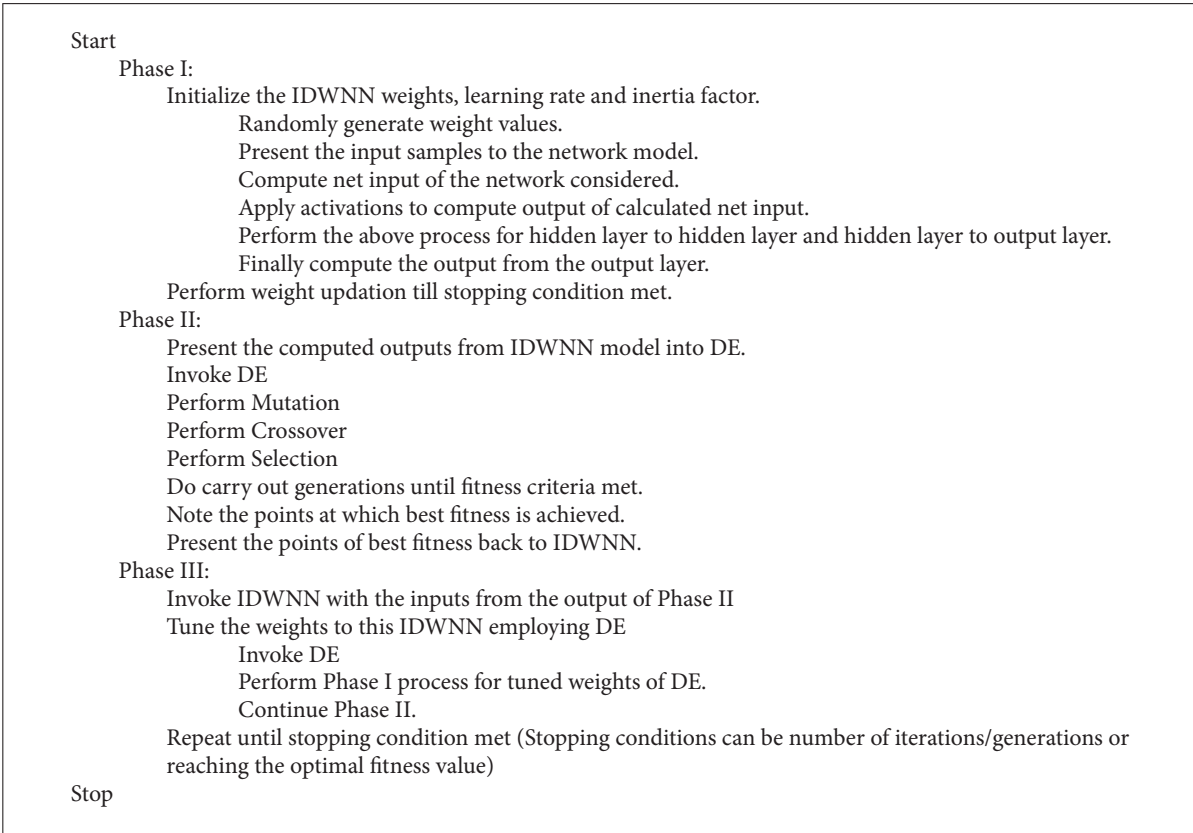 Start
Phase I:
Initialize the IDWNN weights, learning rate and inertia factor.
Randomly generate weight values.
Present the input samples to the network model.
Compute net input of the network considered.
Apply activations to compute output of calculated net input.
Perform the above process for hidden layer to hidden layer and hidden layer to output layer.
Finally compute the output from the output layer.
Perform weight updation till stopping condition met.
Phase II:
Present the computed outputs from IDWNN model into DE.
Invoke DE
Perform Mutation
Perform Crossover
Perform Selection
Do carry out generations until fitness criteria met.
Note the points at which best fitness is achieved.
Present the points of best fitness back to IDWNN.
Phase III:
Invoke IDWNN with the inputs from the output of Phase II
Tune the weights to this IDWNN employing DE
Invoke DE
Perform Phase I process for tuned weights of DE.
Continue Phase II.
Repeat until stopping condition met (Stopping conditions can be number of iterations/generations or
reaching the optimal fitness value)
Stop